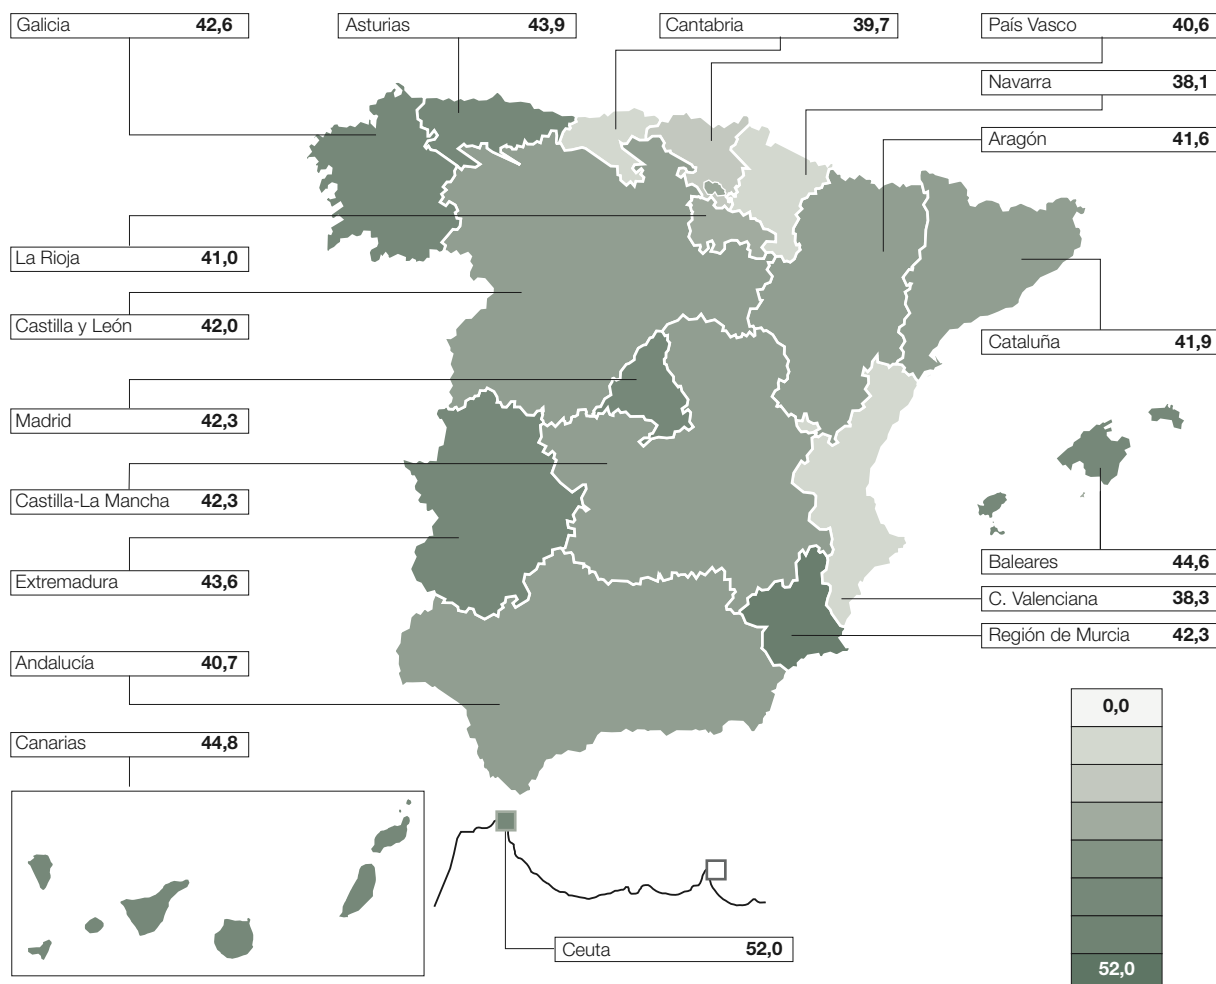 Galicia 42,6
Asturias 43,9
Cantabria 39,7
País Vasco 40,6
Navarra 38,1
Aragón 41,6
La Rioja 41,0
Castilla y León 42,0
Cataluña 41,9
Madrid 42,3
Castilla-La Mancha 42,3
Extremadura 43,6
Baleares 44,6
C. Valenciana 38,3
Región de Murcia 42,3
Andalucía 40,7
Canarias 44,8
Ceuta 52,0
0,0
52,0